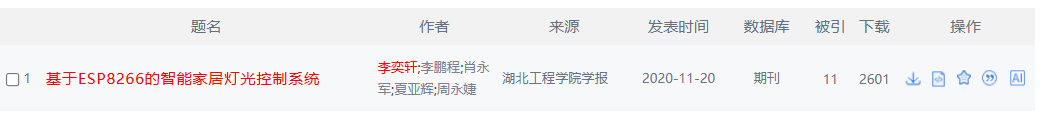 题名 作者 来源 发表时间 数据库 被引 下载 操作
1 基于ESP8266的智能家居灯光控制系统 李奕轩;李鹏程;肖永军;夏亚辉;周永婕 湖北工程学院学报 2020-11-20 期刊 11 2601 AI